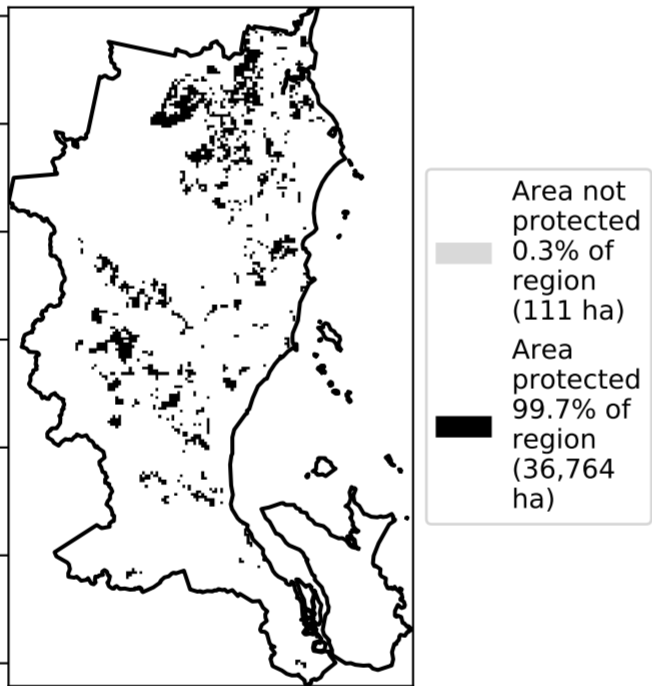 Area not
protected
0.3% of
region
(111 ha)
Area
protected
99.7% of
region
(36,764
ha)